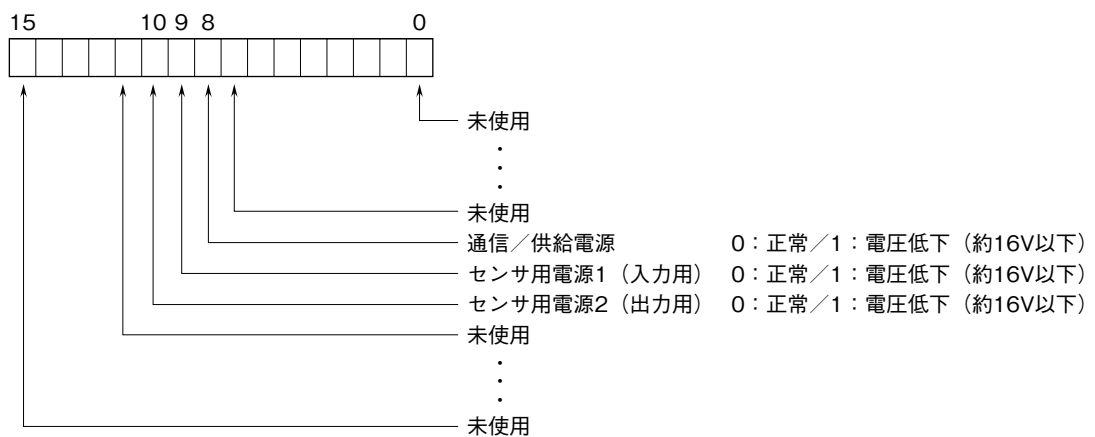 15 10 9 8 0
未使用
・
・
・
未使用
通信／供給電源 0：正常／1：電圧低下（約16V以下）
センサ用電源1（入力用） 0：正常／1：電圧低下（約16V以下）
センサ用電源2（出力用） 0：正常／1：電圧低下（約16V以下）
未使用
・
・
・
未使用